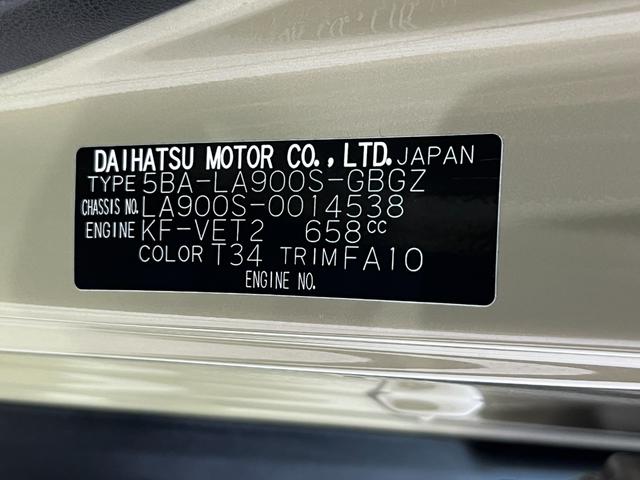 DAIHATSU MOTOR CO., LTD. JAPAN
TYPE 5BA-LA900S-GBGZ
CHASSIS NO. LA900S-0014538
ENGINE KF-VET2 658cc
COLOR T34 TRIM FA10
ENGINE NO.